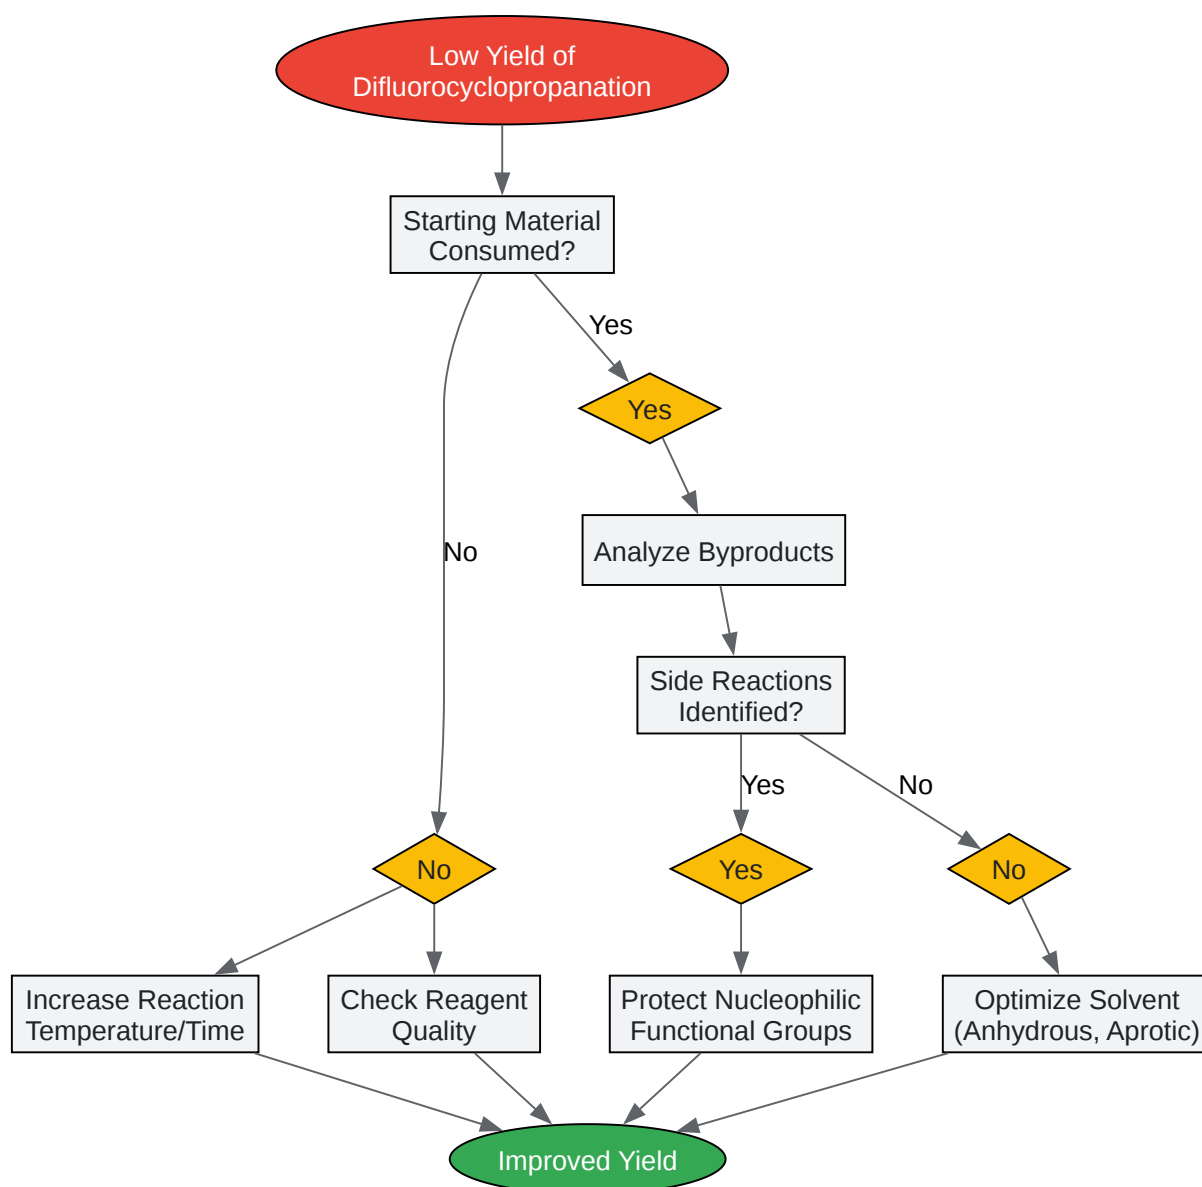 Low Yield of
Difluorocyclopropanation
Starting Material
Consumed?
Yes
Yes
No
Analyze Byproducts
Side Reactions
Identified?
Yes
No
No
Yes
No
Increase Reaction
Temperature/Time
Check Reagent
Quality
Protect Nucleophilic
Functional Groups
Optimize Solvent
(Anhydrous, Aprotic)
Improved Yield